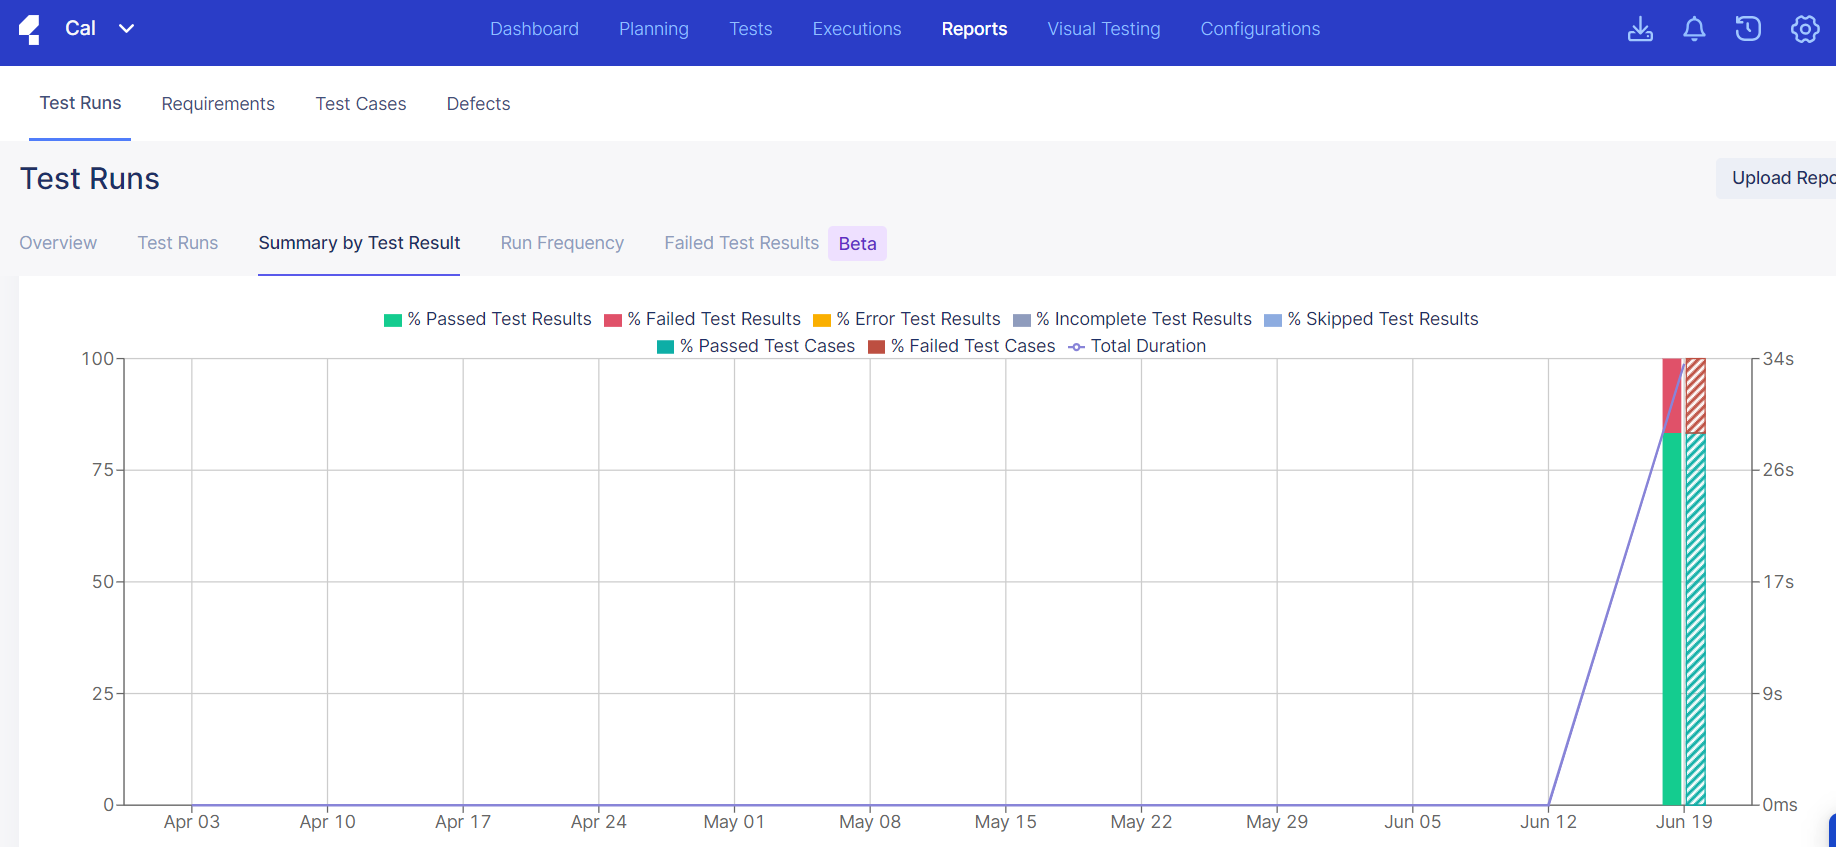 Cal
Dashboard Planning Tests Executions Reports Visual Testing Configurations
Test Runs Requirements Test Cases Defects
Test Runs
Upload Repo
Overview Test Runs Summary by Test Result Run Frequency Failed Test Results Beta
% Passed Test Results % Failed Test Results % Error Test Results % Incomplete Test Results % Skipped Test Results
% Passed Test Cases % Failed Test Cases Total Duration
100 34s
75 26s
50 17s
25 9s
0 0ms
Apr 03 Apr 10 Apr 17 Apr 24 May 01 May 08 May 15 May 22 May 29 Jun 05 Jun 12 Jun 19